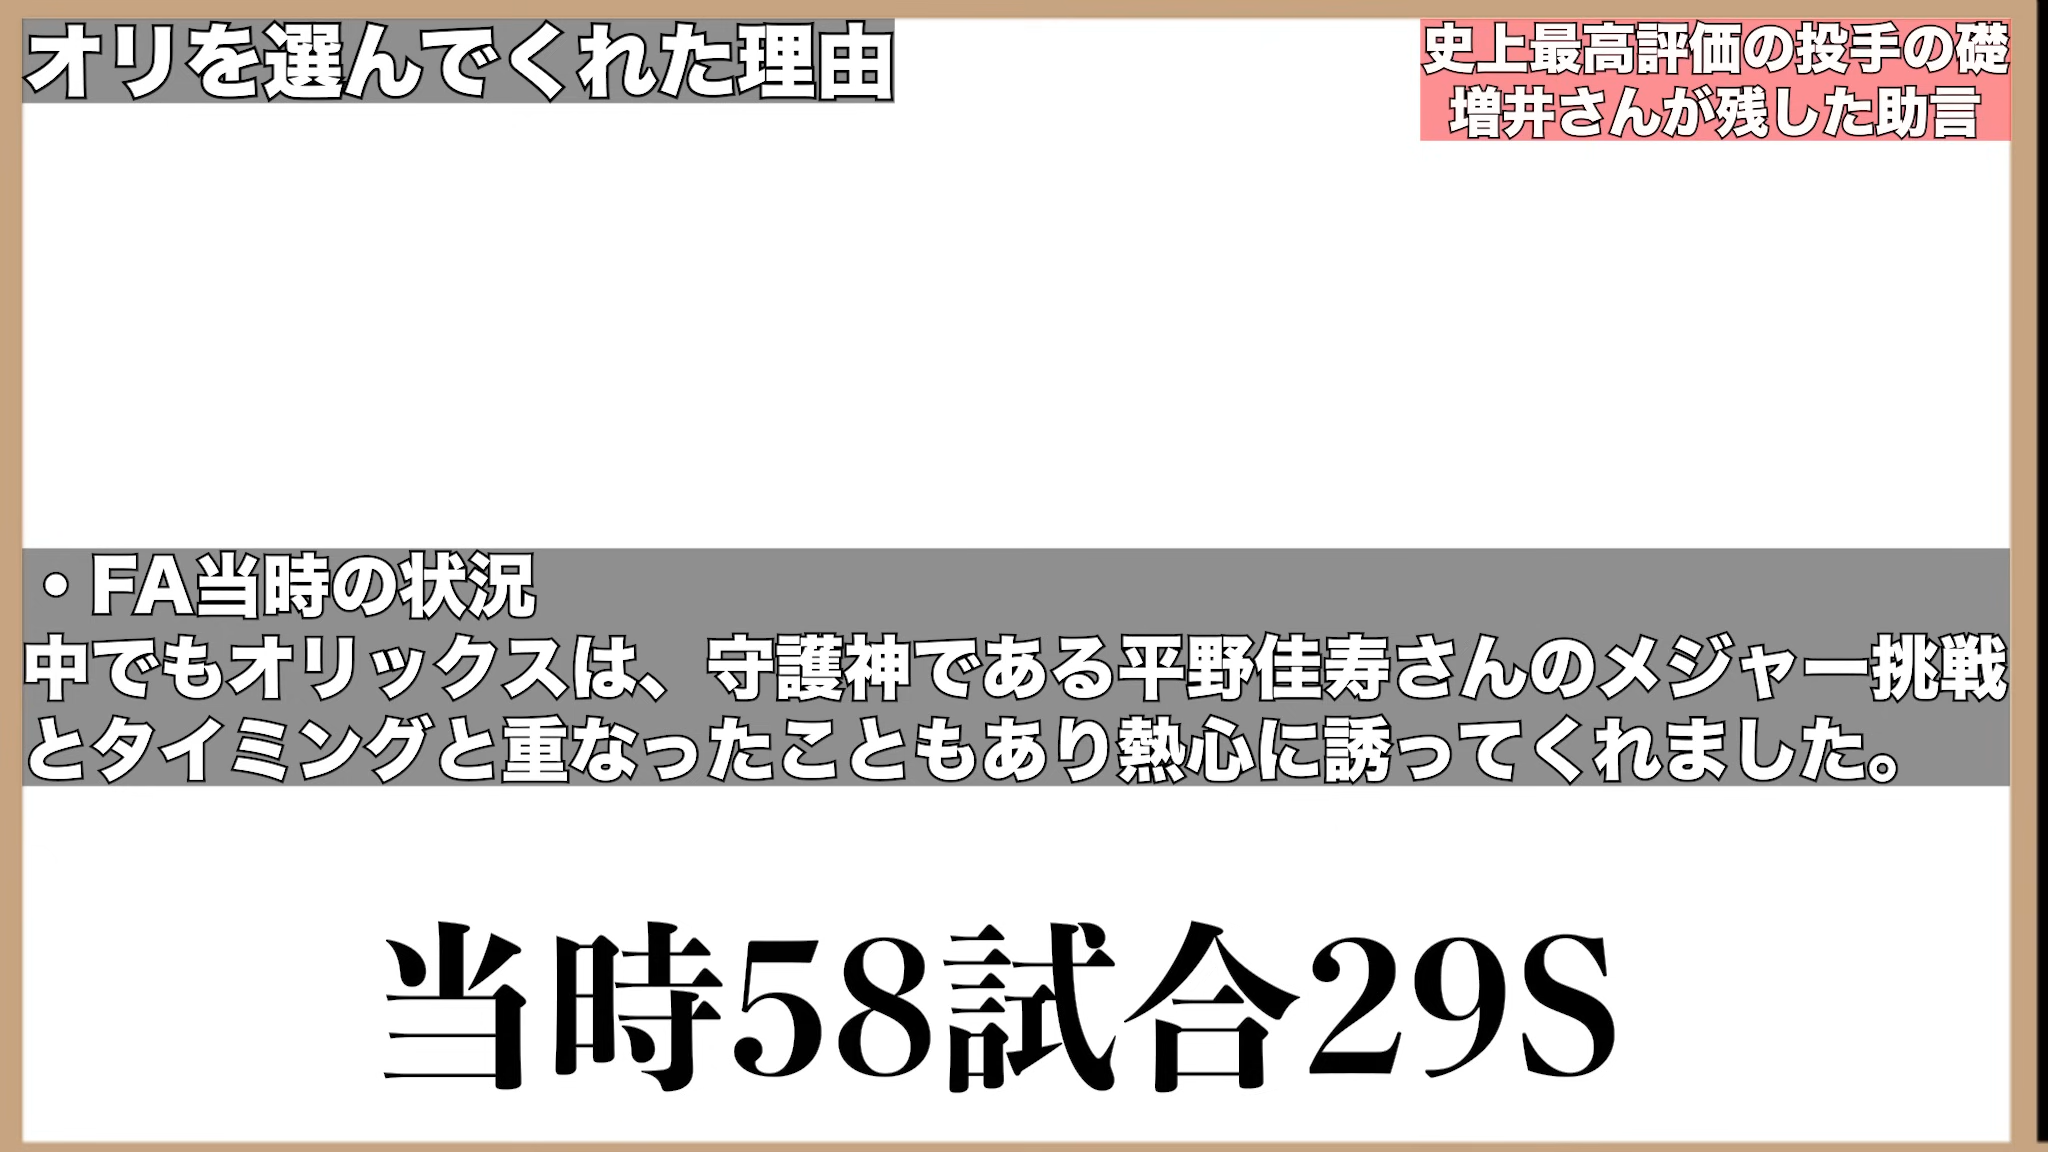 オリを選んでくれた理由
史上最高評価の投手の礎
増井さんが残した助言
・FA当時の状況
中でもオリックスは、守護神である平野佳寿さんのメジャー挑戦
とタイミングと重なったこともあり熱心に誘ってくれました。
当時58試合29S